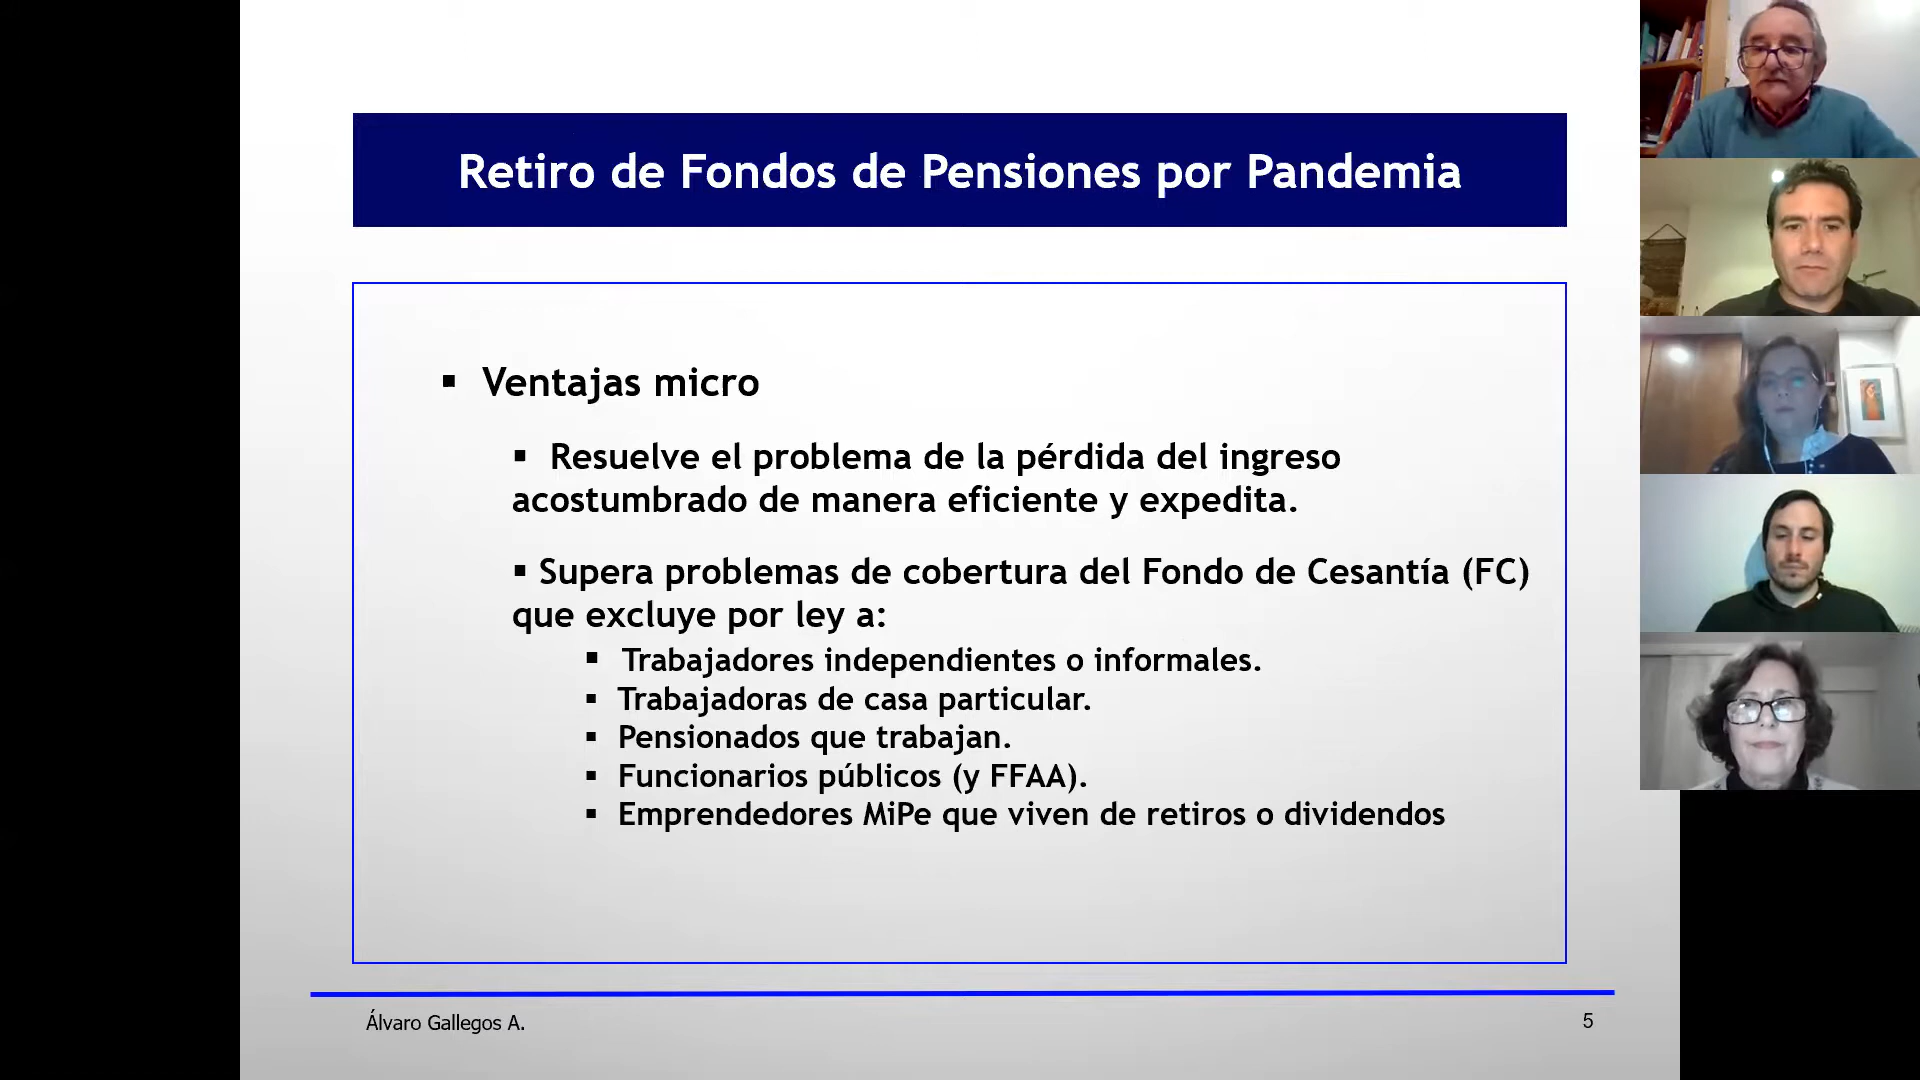 Retiro de Fondos de Pensiones por Pandemia
▪ Ventajas micro
▪ Resuelve el problema de la pérdida del ingreso
acostumbrado de manera eficiente y expedita.
▪ Supera problemas de cobertura del Fondo de Cesantía (FC)
que excluye por ley a:
▪ Trabajadores independientes o informales.
▪ Trabajadoras de casa particular.
▪ Pensionados que trabajan.
▪ Funcionarios públicos (y FFAA).
▪ Emprendedores MiPe que viven de retiros o dividendos
Álvaro Gallegos A.
5